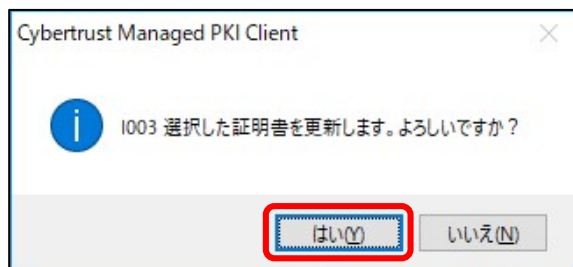 Cybertrust Managed PKI Client
I003 選択した証明書を更新します。よろしいですか？
はい(Y) いいえ(N)